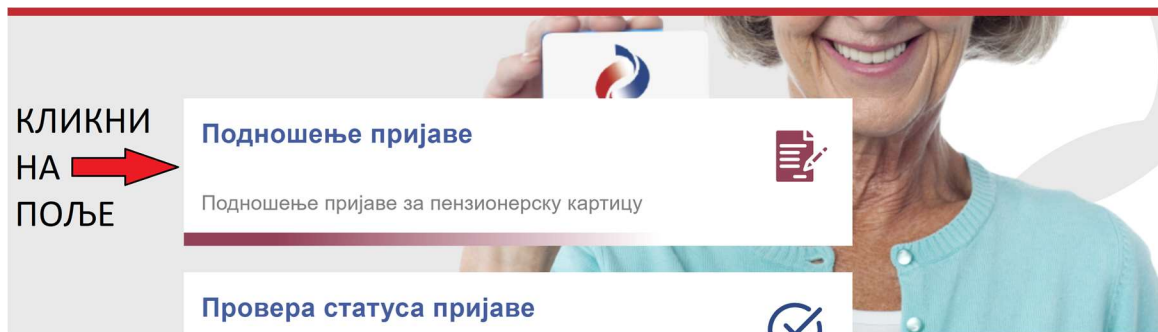 КЛИКНИ
НА
ПОЉЕ
Подношење пријаве
Подношење пријаве за пензионерску картицу
Провера статуса пријаве